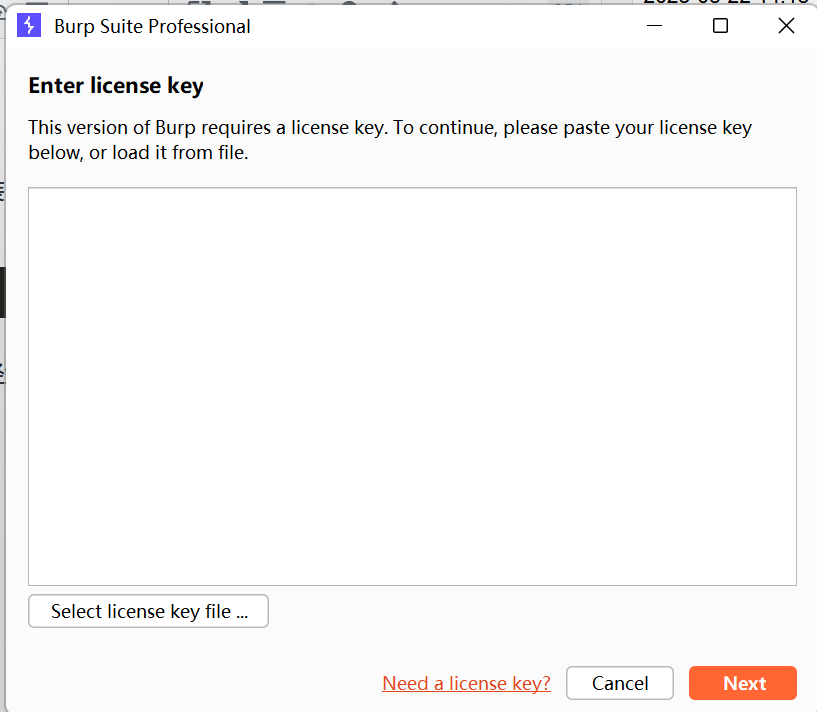 Burp Suite Professional
Enter license key
This version of Burp requires a license key. To continue, please paste your license key
below, or load it from file.
Select license key file ...
Need a license key?
Cancel
Next